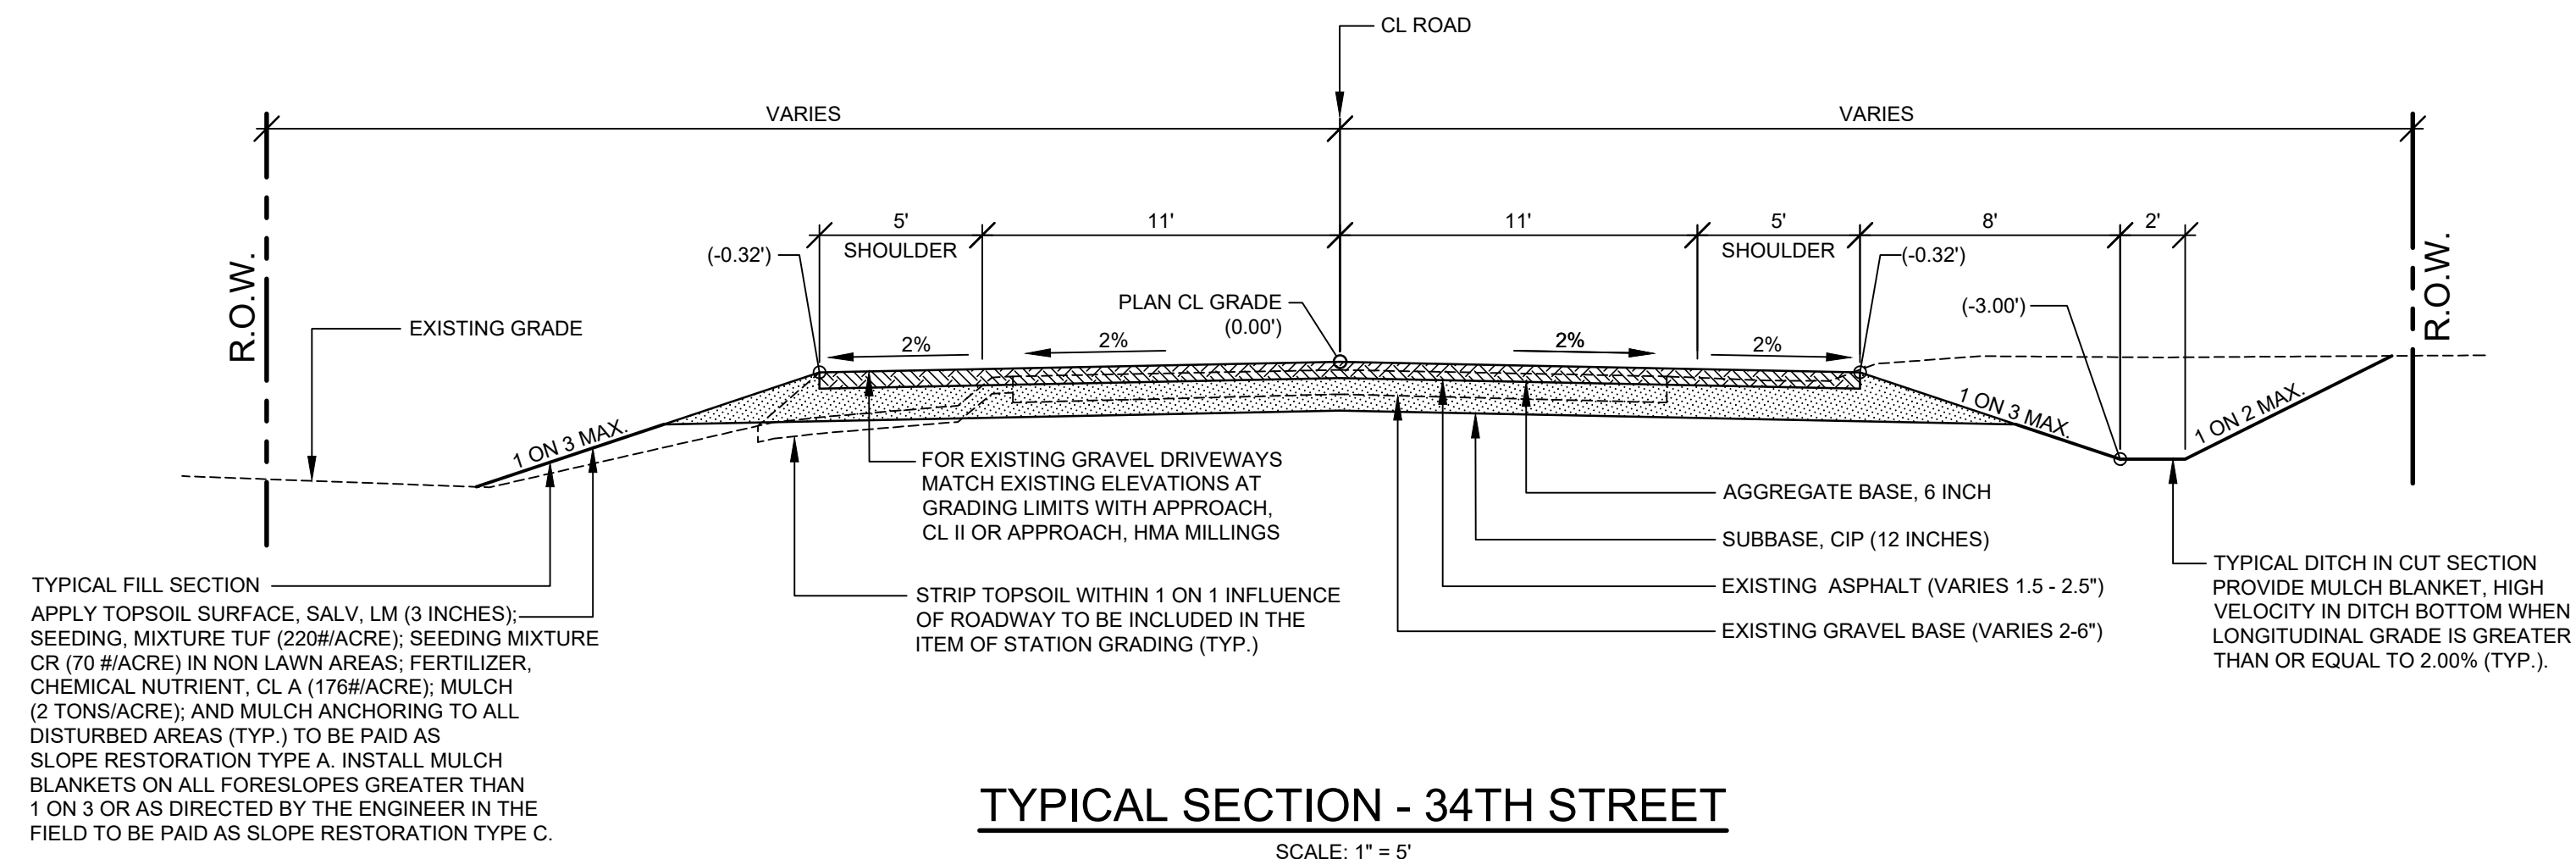 CL ROAD
VARIES
VARIES
5'
11'
11'
5'
8'
2'
SHOULDER
SHOULDER
(-0.32')
(-0.32')
R.O.W.
R.O.W.
PLAN CL GRADE
(0.00')
(-3.00')
EXISTING GRADE
2%
2%
2%
2%
1 ON 3 MAX.
1 ON 3 MAX.
1 ON 2 MAX.
FOR EXISTING GRAVEL DRIVEWAYS
MATCH EXISTING ELEVATIONS AT
GRADING LIMITS WITH APPROACH,
CL II OR APPROACH, HMA MILLINGS
STRIP TOPSOIL WITHIN 1 ON 1 INFLUENCE
OF ROADWAY TO BE INCLUDED IN THE
ITEM OF STATION GRADING (TYP.)
AGGREGATE BASE, 6 INCH
SUBBASE, CIP (12 INCHES)
EXISTING ASPHALT (VARIES 1.5 - 2.5")
EXISTING GRAVEL BASE (VARIES 2-6")
TYPICAL DITCH IN CUT SECTION
PROVIDE MULCH BLANKET, HIGH
VELOCITY IN DITCH BOTTOM WHEN
LONGITUDINAL GRADE IS GREATER
THAN OR EQUAL TO 2.00% (TYP.).
TYPICAL FILL SECTION
APPLY TOPSOIL SURFACE, SALV, LM (3 INCHES);
SEEDING, MIXTURE TUF (220#/ACRE); SEEDING MIXTURE
CR (70 #/ACRE) IN NON LAWN AREAS; FERTILIZER,
CHEMICAL NUTRIENT, CL A (176#/ACRE); MULCH
(2 TONS/ACRE); AND MULCH ANCHORING TO ALL
DISTURBED AREAS (TYP.) TO BE PAID AS
SLOPE RESTORATION TYPE A. INSTALL MULCH
BLANKETS ON ALL FORESLOPES GREATER THAN
1 ON 3 OR AS DIRECTED BY THE ENGINEER IN THE
FIELD TO BE PAID AS SLOPE RESTORATION TYPE C.
TYPICAL SECTION - 34TH STREET
SCALE: 1" = 5'